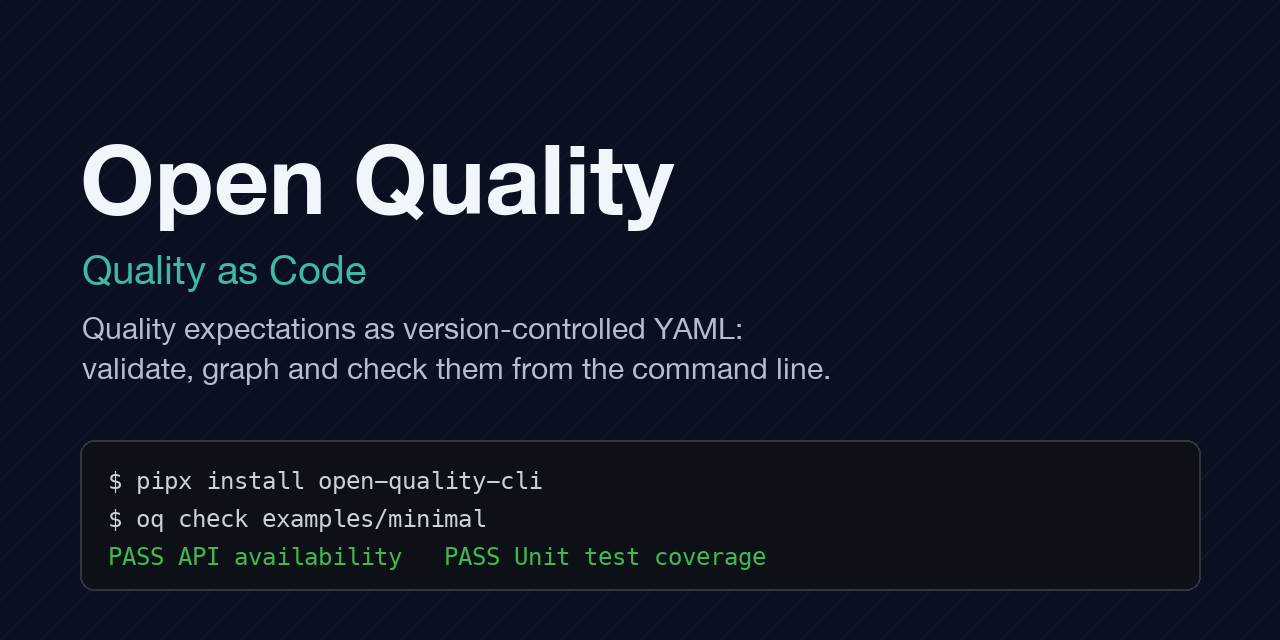 Open Quality
Quality as Code
Quality expectations as version-controlled YAML:
validate, graph and check them from the command line.
$ pipx install open-quality-cli
$ oq check examples/minimal
PASS API availability   PASS Unit test coverage